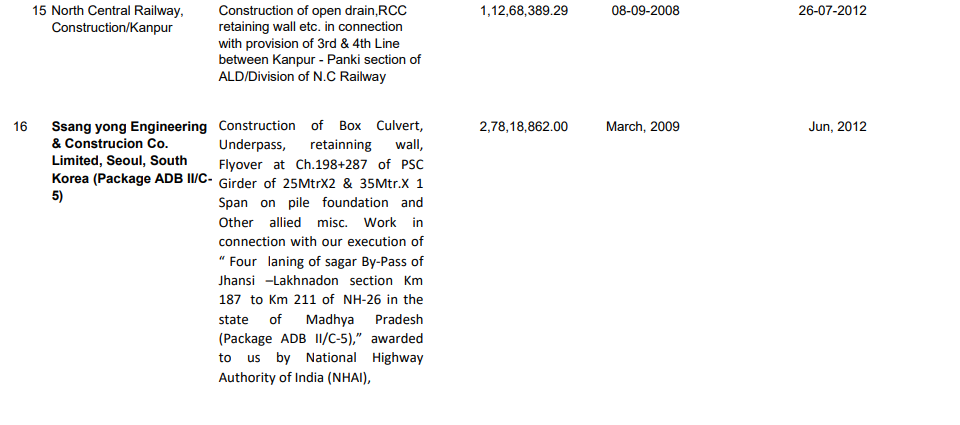 15 North Central Railway, Construction of open drain,RCC 1,12,68,389.29 08-09-2008 26-07-2012
Construction/Kanpur retaining wall etc. in connection
with provision of 3rd & 4th Line
between Kanpur - Panki section of
ALD/Division of N.C Railway
16 Ssang yong Engineering Construction of Box Culvert, 2,78,18,862.00 March, 2009 Jun, 2012
& Construcion Co. Underpass, retainning wall,
Limited, Seoul, South Flyover at Ch.198+287 of PSC
Korea (Package ADB II/C- Girder of 25MtrX2 & 35Mtr.X 1
5) Span on pile foundation and
Other allied misc. Work in
connection with our execution of
“ Four laning of sagar By-Pass of
Jhansi –Lakhnadon section Km
187 to Km 211 of NH-26 in the
state of Madhya Pradesh
(Package ADB II/C-5),” awarded
to us by National Highway
Authority of India (NHAI),